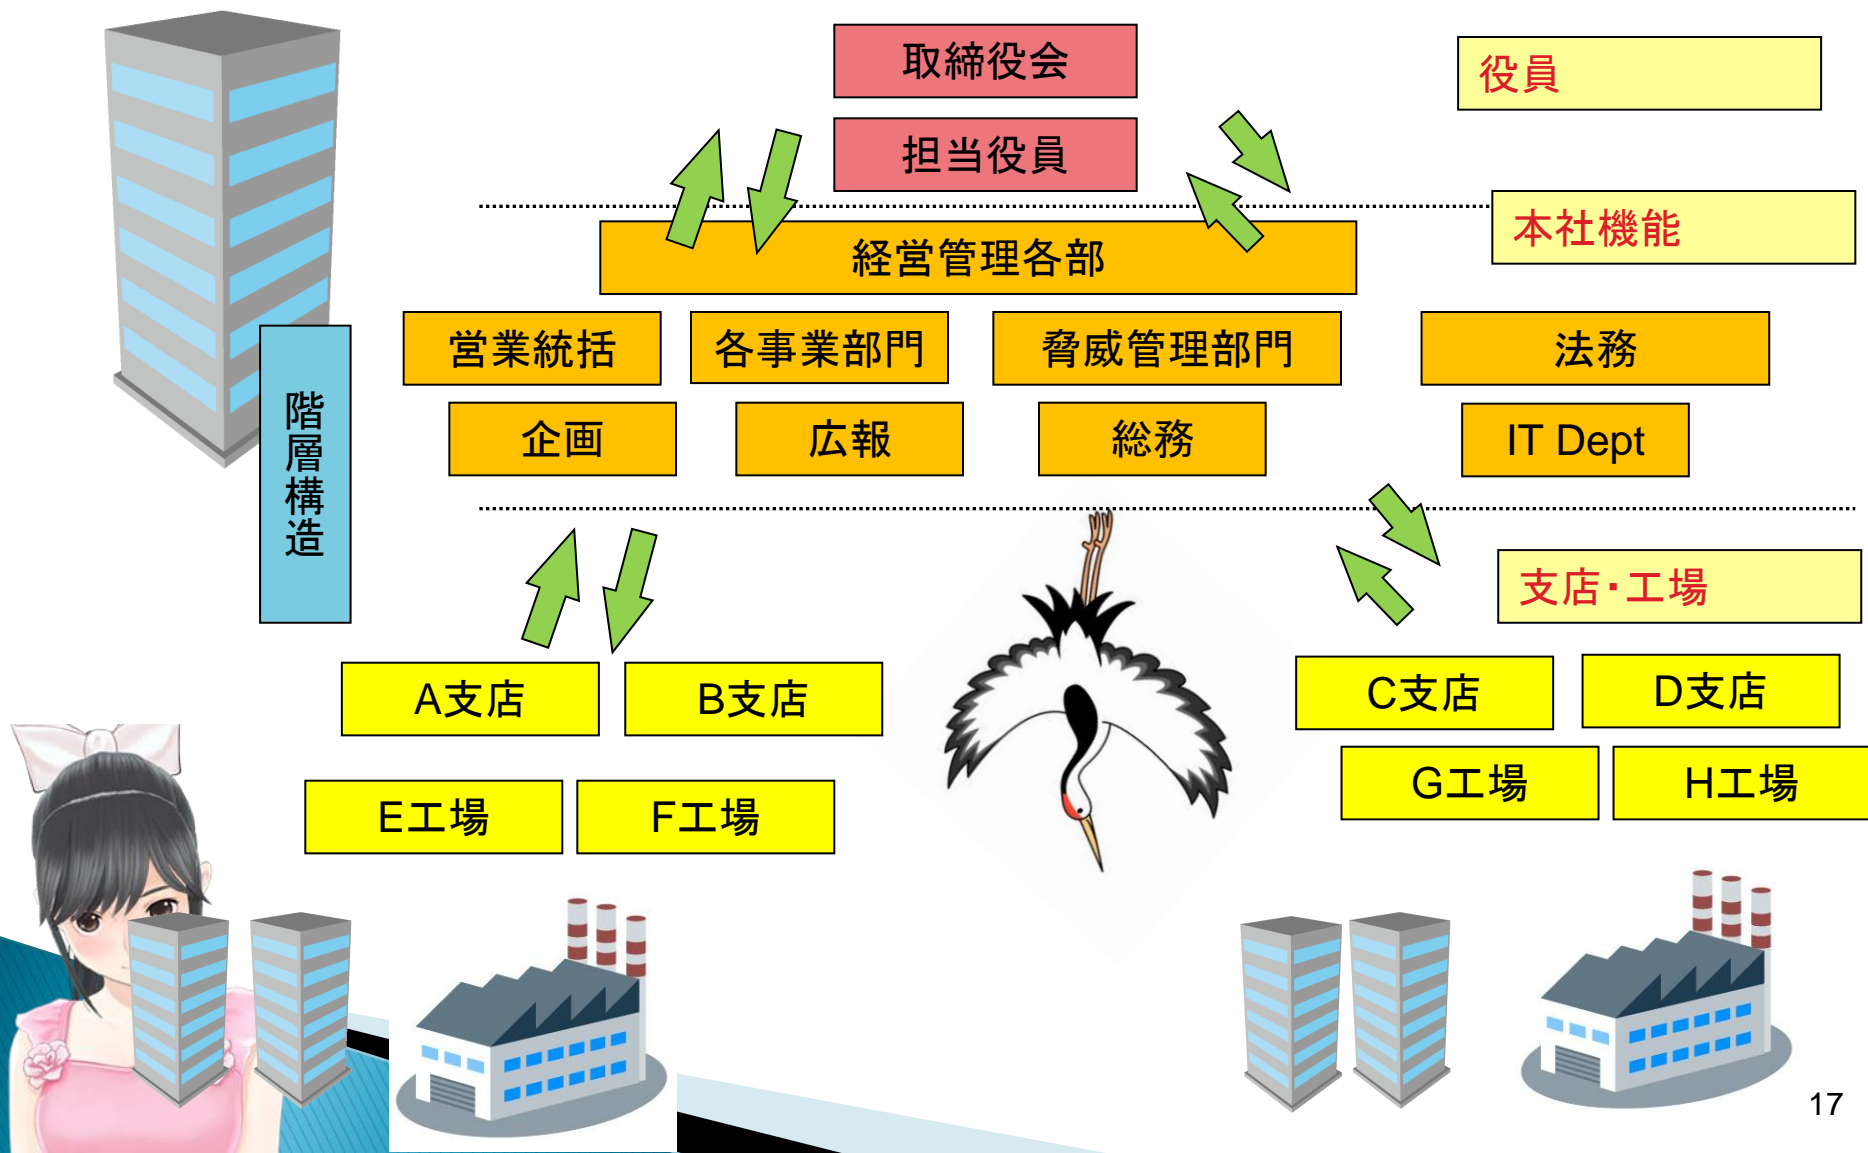 取締役会
役員
担当役員
本社機能
経営管理各部
営業統括
各事業部門
脅威管理部門
法務
階層構造
企画
広報
総務
IT Dept
支店・工場
A支店
B支店
C支店
D支店
E工場
F工場
G工場
H工場
17